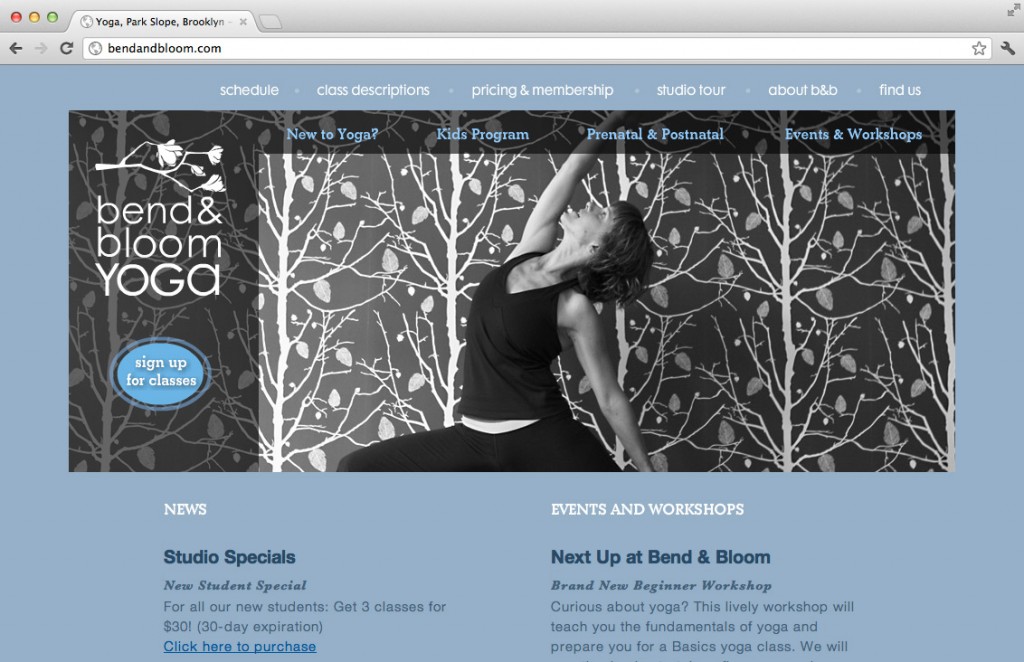 Yoga, Park Slope, Brooklyn -
bendandbloom.com
schedule • class descriptions • pricing & membership • studio tour • about b&b • find us
New to Yoga? Kids Program Prenatal & Postnatal Events & Workshops
bend&
bloom
YOGa
sign up
for classes
NEWS
Studio Specials
New Student Special
For all our new students: Get 3 classes for
$30! (30-day expiration)
Click here to purchase
EVENTS AND WORKSHOPS
Next Up at Bend & Bloom
Brand New Beginner Workshop
Curious about yoga? This lively workshop will
teach you the fundamentals of yoga and
prepare you for a Basics yoga class. We will